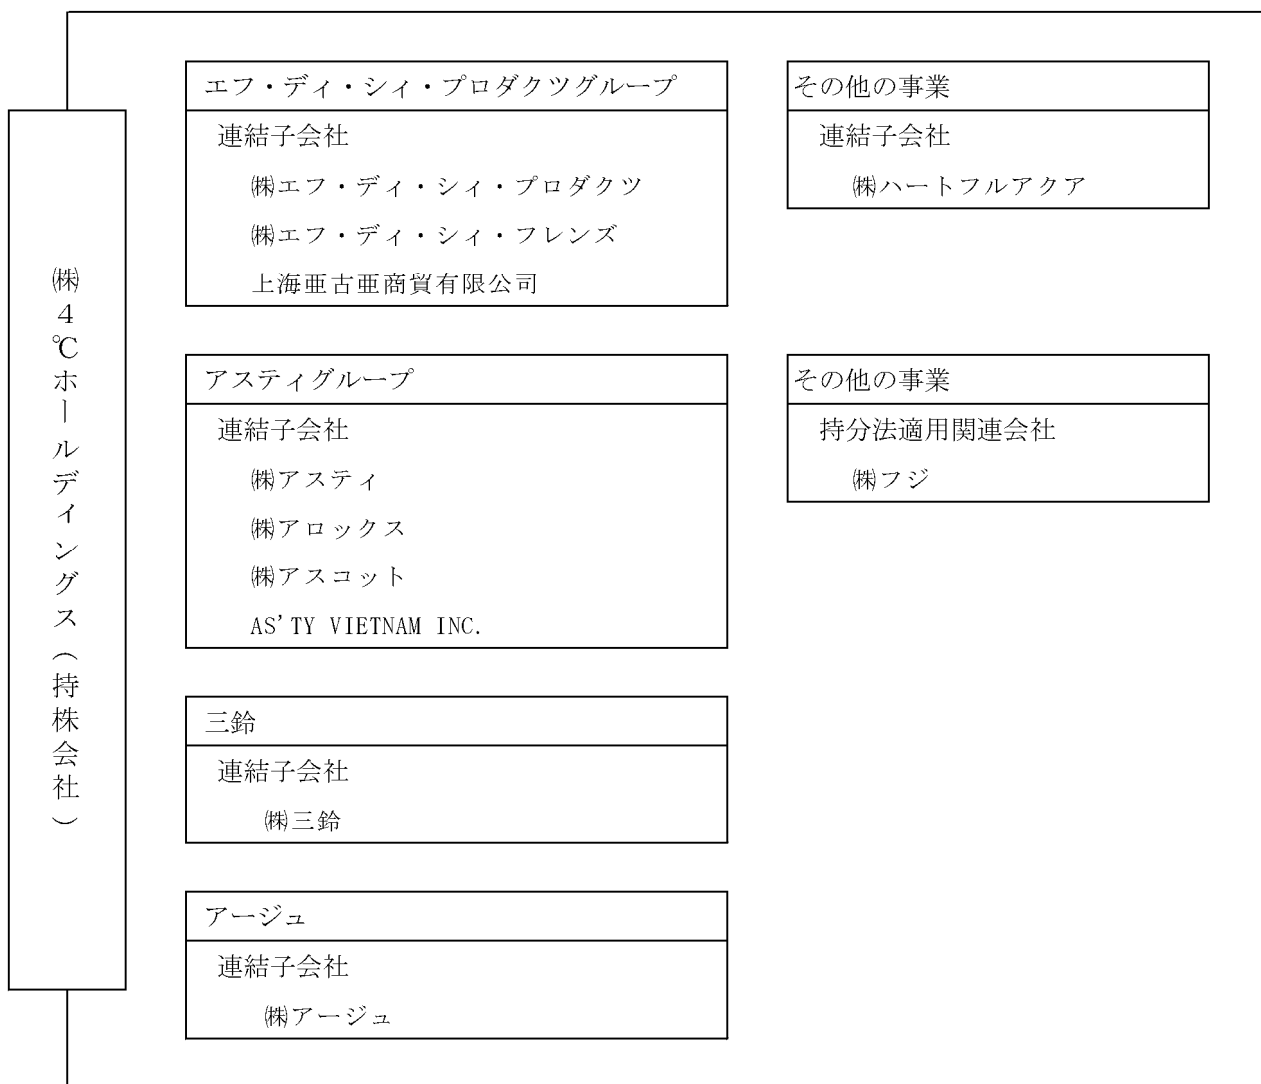 ㈱４℃ホールディングス（持株会社）
エフ・ディ・シィ・プロダクツグループ
連結子会社
㈱エフ・ディ・シィ・プロダクツ
㈱エフ・ディ・シィ・フレンズ
上海亜古亜商貿有限公司
その他の事業
連結子会社
㈱ハートフルアクア
アスティグループ
連結子会社
㈱アスティ
㈱アロックス
㈱アスコット
AS'TY VIETNAM INC.
その他の事業
持分法適用関連会社
㈱フジ
三鈴
連結子会社
㈱三鈴
アージュ
連結子会社
㈱アージュ